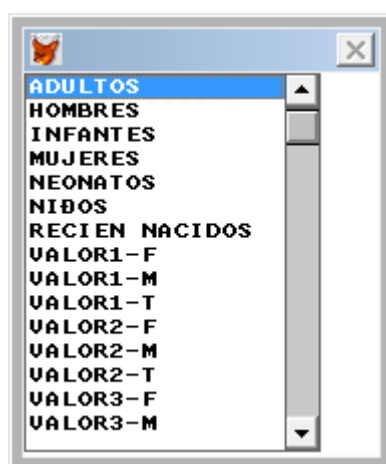 ADULTOS
HOMBRES
INFANTES
MUJERES
NEONATOS
NIÐOS
RECIEN NACIDOS
VALOR1-F
VALOR1-M
VALOR1-T
VALOR2-F
VALOR2-M
VALOR2-T
VALOR3-F
VALOR3-M